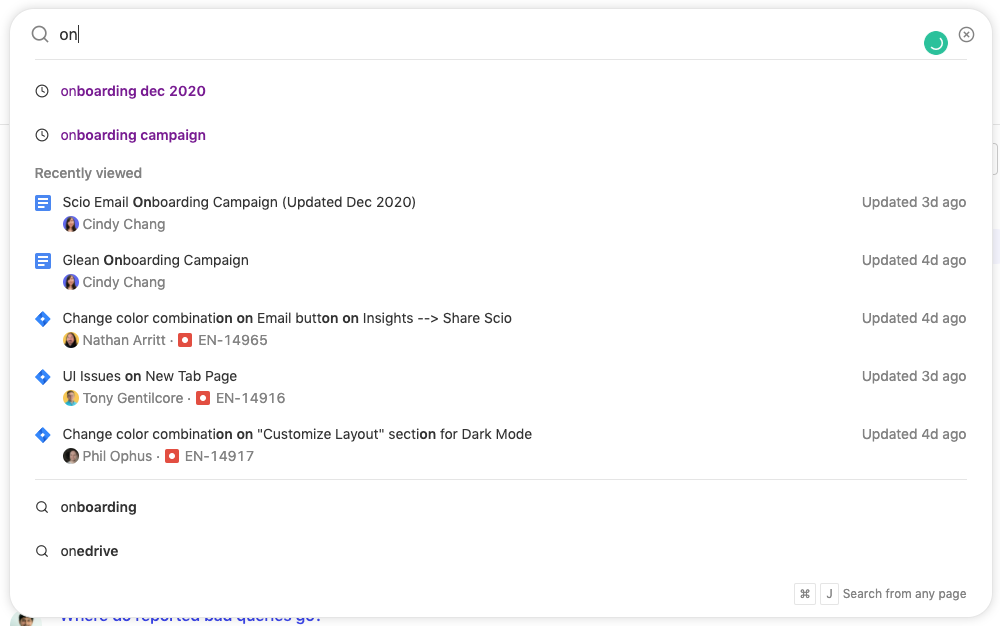 on
onboarding dec 2020
onboarding campaign
Recently viewed
Scio Email Onboarding Campaign (Updated Dec 2020)
Updated 3d ago
Cindy Chang
Glean Onboarding Campaign
Updated 4d ago
Cindy Chang
Change color combination on Email button on Insights --> Share Scio
Updated 4d ago
Nathan Arritt · EN-14965
UI Issues on New Tab Page
Updated 3d ago
Tony Gentilcore · EN-14916
Change color combination on "Customize Layout" section for Dark Mode
Updated 4d ago
Phil Ophus · EN-14917
onboarding
onedrive
⌘ J Search from any page
Where do reported bad queries go?